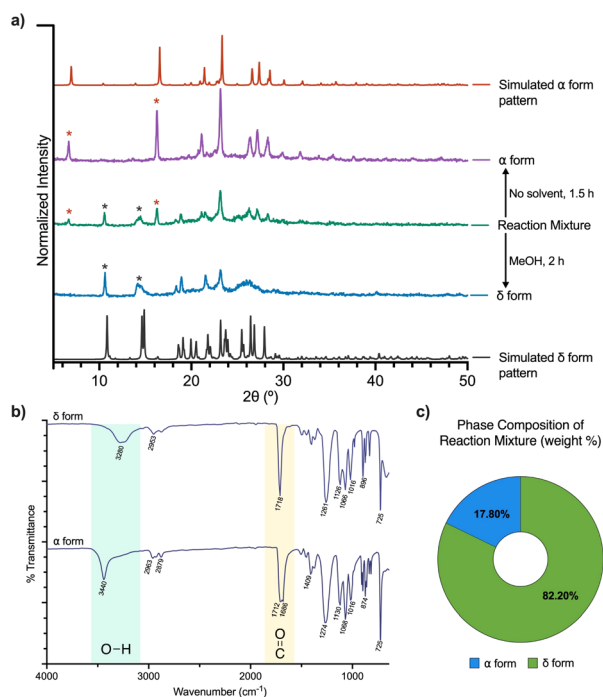 a)
Normalized Intensity
*
*
*
*
*
*
*
*
Simulated α form
pattern
α form
No solvent, 1.5 h
Reaction Mixture
MeOH, 2 h
δ form
Simulated δ form
pattern
10 20 30 40 50
2θ (º)
b)
δ form
% Transmittance
3280
2953
1718
1261
1126
1066
1016
896
725
α form
3440
2963
2879
1712
1686
1409
1274
1130
1068
1016
874
725
O-H
O
C
4000 3000 2000 1000
Wavenumber (cm⁻¹)
c)
Phase Composition of
Reaction Mixture (weight %)
17.80%
82.20%
α form δ form